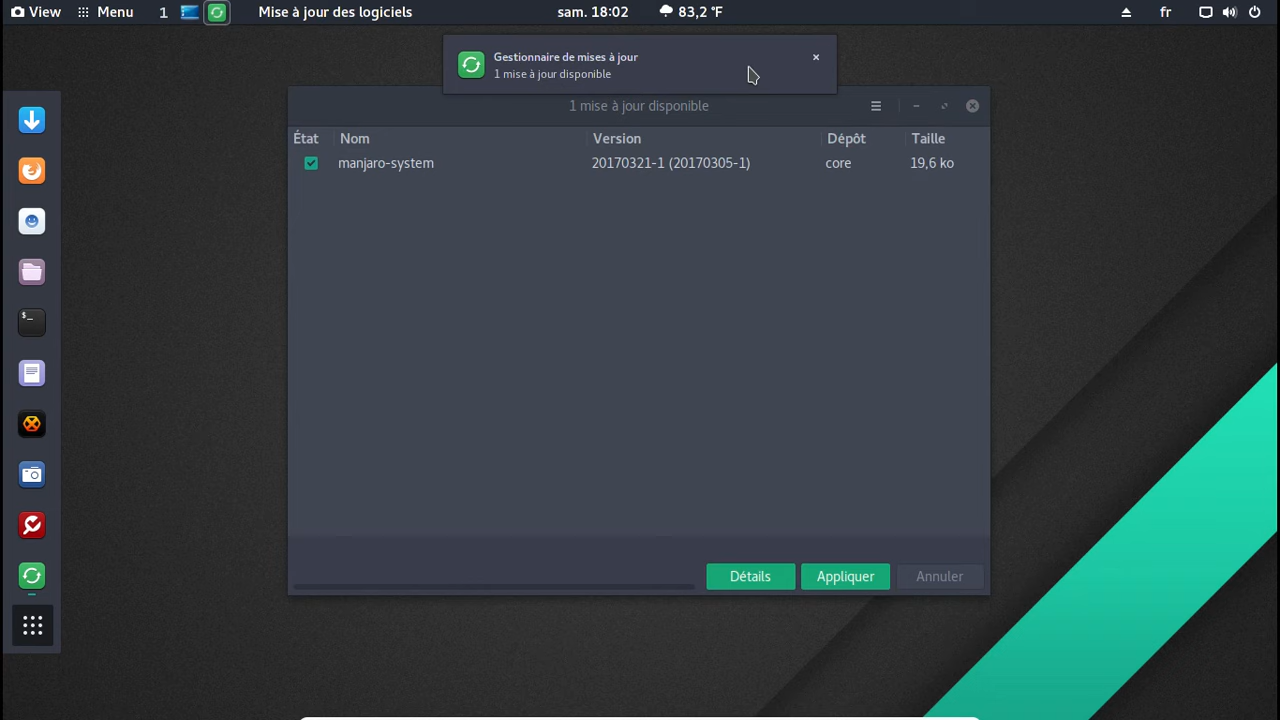 View Menu 1 Mise à jour des logiciels sam. 18:02 83,2 °F fr
Gestionnaire de mises à jour
1 mise à jour disponible
1 mise à jour disponible
État Nom Version Dépôt Taille
manjaro-system 20170321-1 (20170305-1) core 19,6 ko
$_
Détails Appliquer Annuler